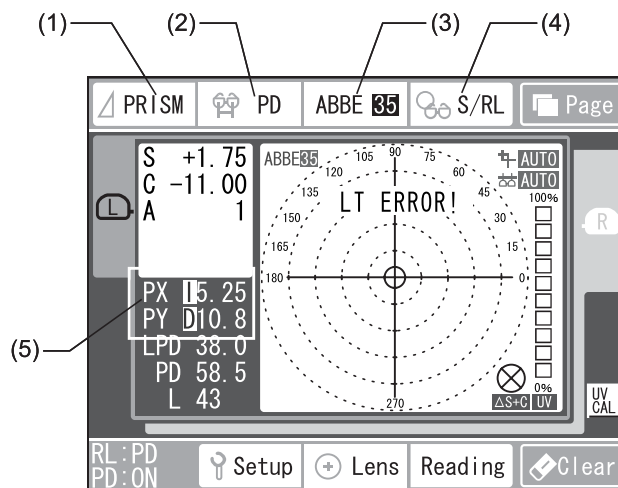 (1) (2) (3) (4)
PRISM PD ABBE 35 S/RL Page
S +1.75
C -11.00
A 1
L
ABBE35
AUTO
AUTO
100%
LT ERROR!
90
105 75
120 60
135 45
150 30
165 15
180 0
270
R
PX I5.25
PY D10.8
(5)
LPD 38.0
PD 58.5
L 43
0%
△S+C UV
UV
CAL
RL:PD
PD:ON
Setup Lens Reading Clear